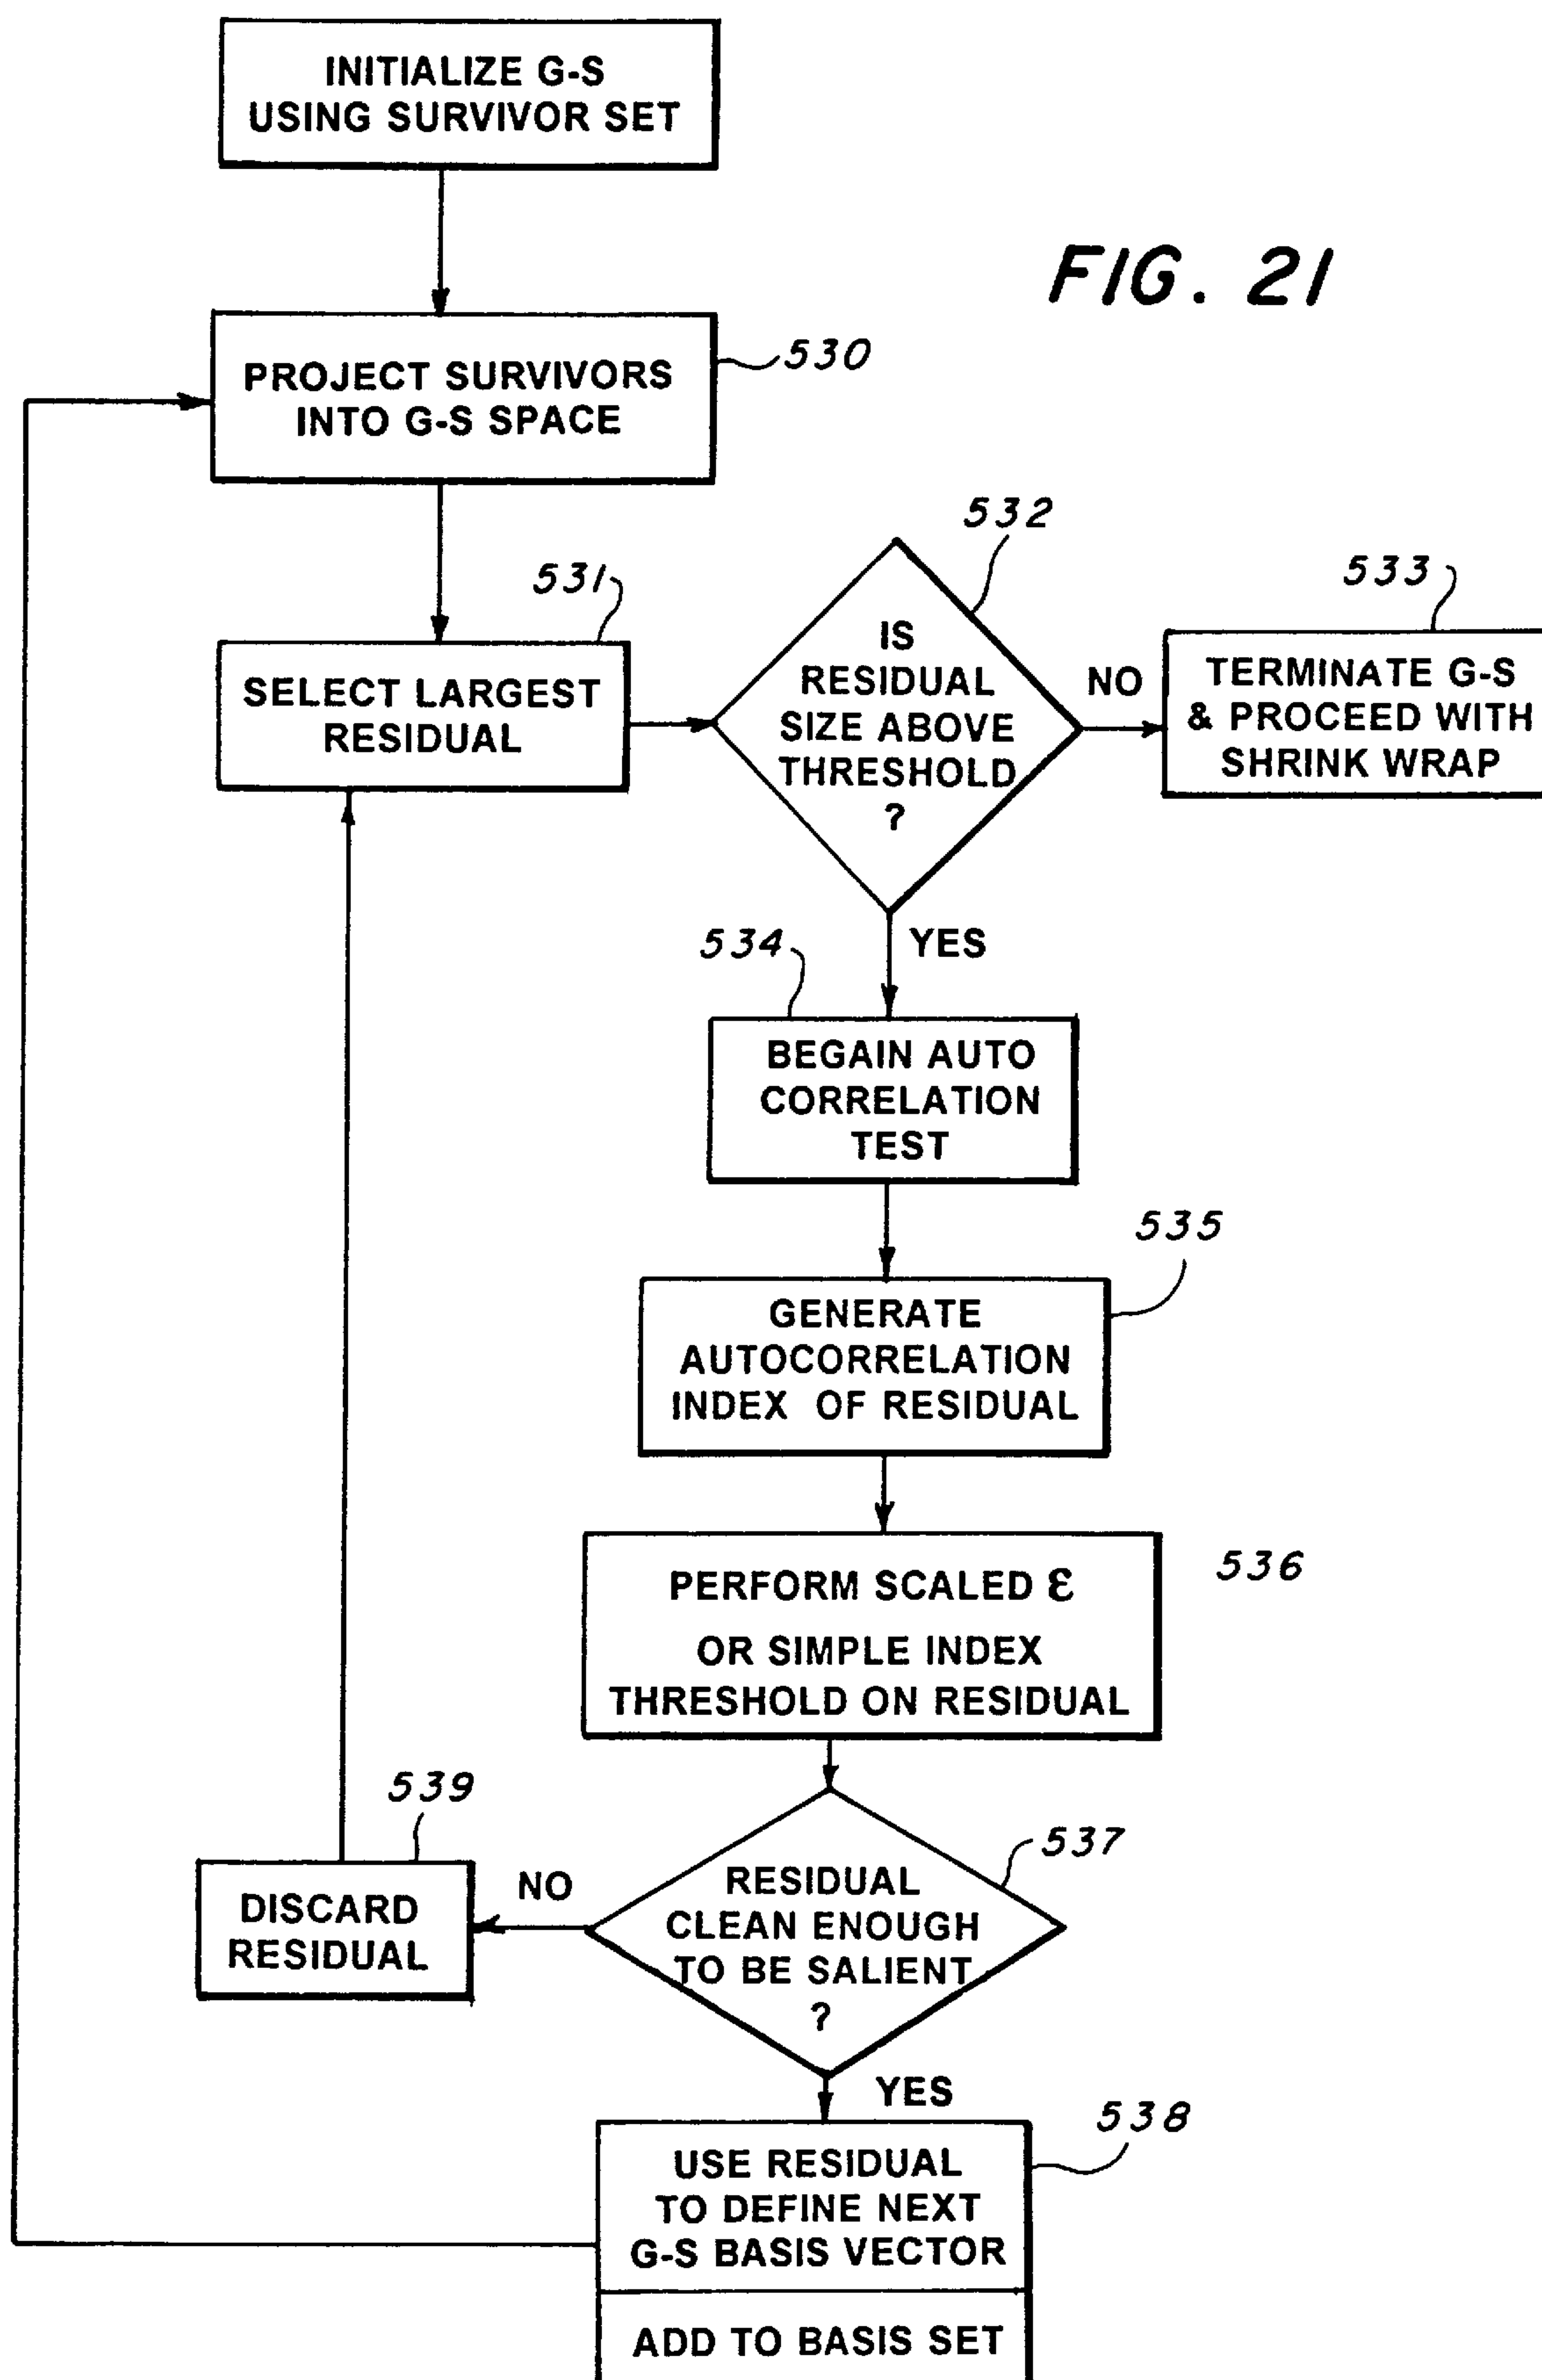 INITIALIZE G-S
USING SURVIVOR SET
FIG. 21
PROJECT SURVIVORS
INTO G-S SPACE
530
531
SELECT LARGEST
RESIDUAL
532
IS
RESIDUAL
SIZE ABOVE
THRESHOLD
?
NO
533
TERMINATE G-S
& PROCEED WITH
SHRINK WRAP
YES
534
BEGAIN AUTO
CORRELATION
TEST
535
GENERATE
AUTOCORRELATION
INDEX OF RESIDUAL
536
PERFORM SCALED ε
OR SIMPLE INDEX
THRESHOLD ON RESIDUAL
537
RESIDUAL
CLEAN ENOUGH
TO BE SALIENT
?
NO
539
DISCARD
RESIDUAL
YES
538
USE RESIDUAL
TO DEFINE NEXT
G-S BASIS VECTOR
ADD TO BASIS SET